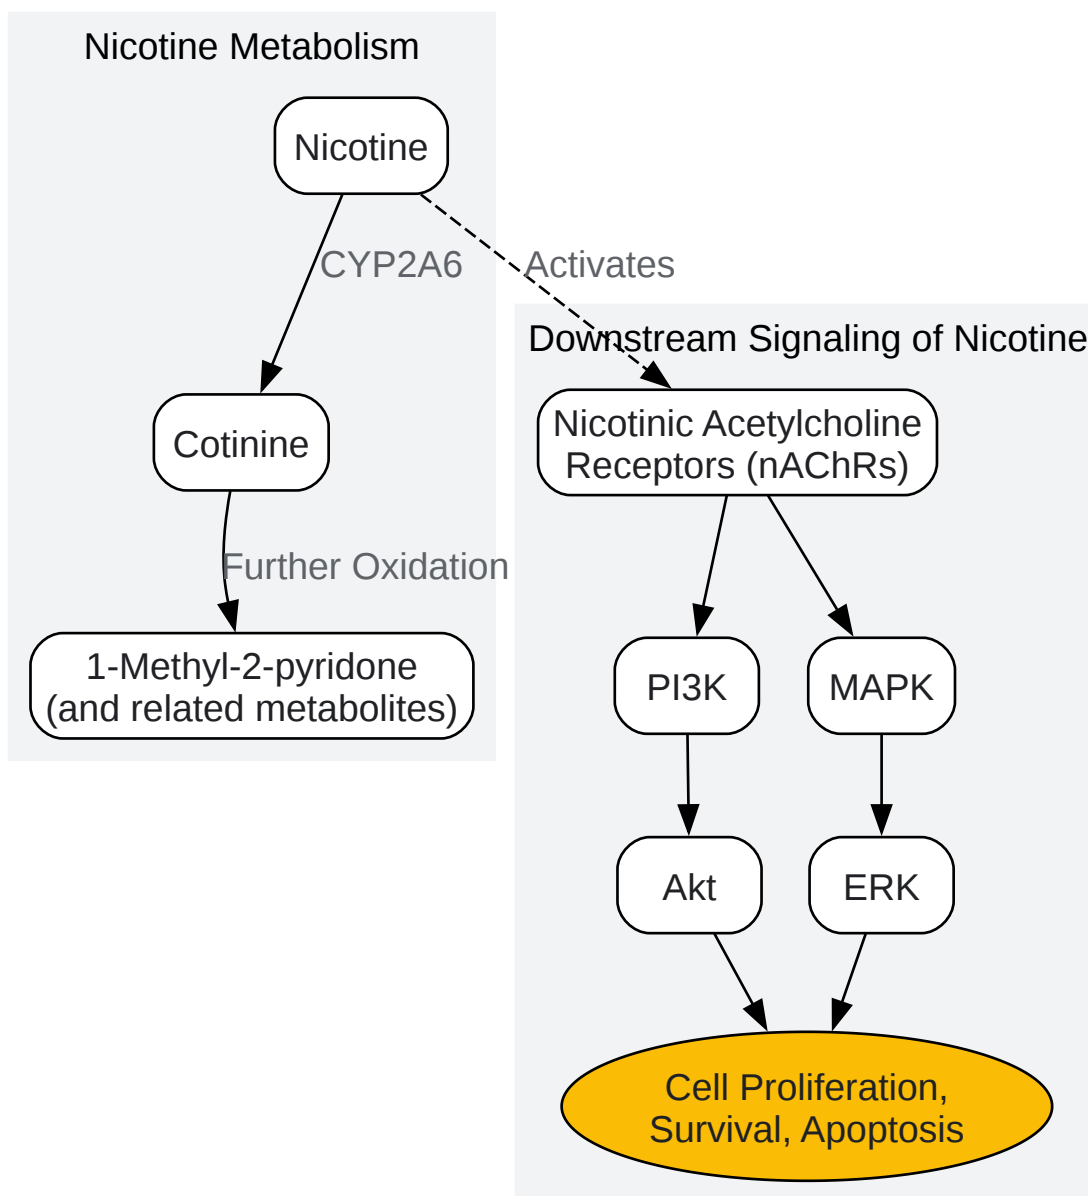 Nicotine Metabolism
Nicotine
CYP2A6
Activates
Downstream Signaling of Nicotine
Cotinine
Nicotinic Acetylcholine
Receptors (nAChRs)
Further Oxidation
1-Methyl-2-pyridone
(and related metabolites)
PI3K
MAPK
Akt
ERK
Cell Proliferation,
Survival, Apoptosis